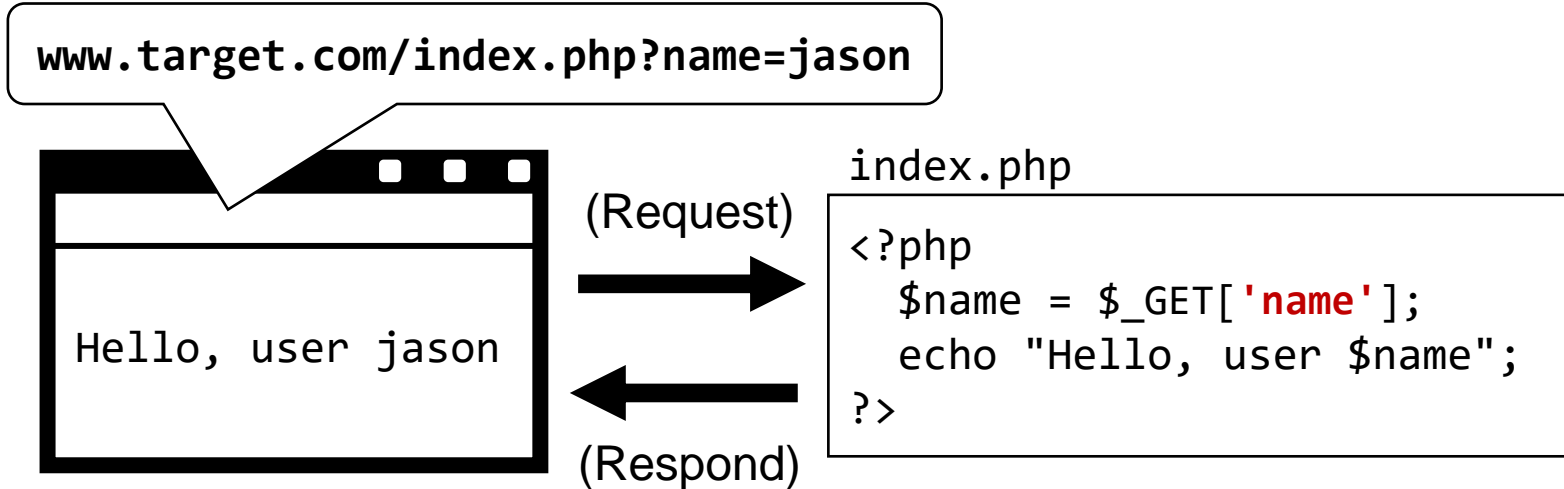 www.target.com/index.php?name=jason
Hello, user jason
(Request)
(Respond)
index.php
<?php
  $name = $_GET['name'];
  echo "Hello, user $name";
?>